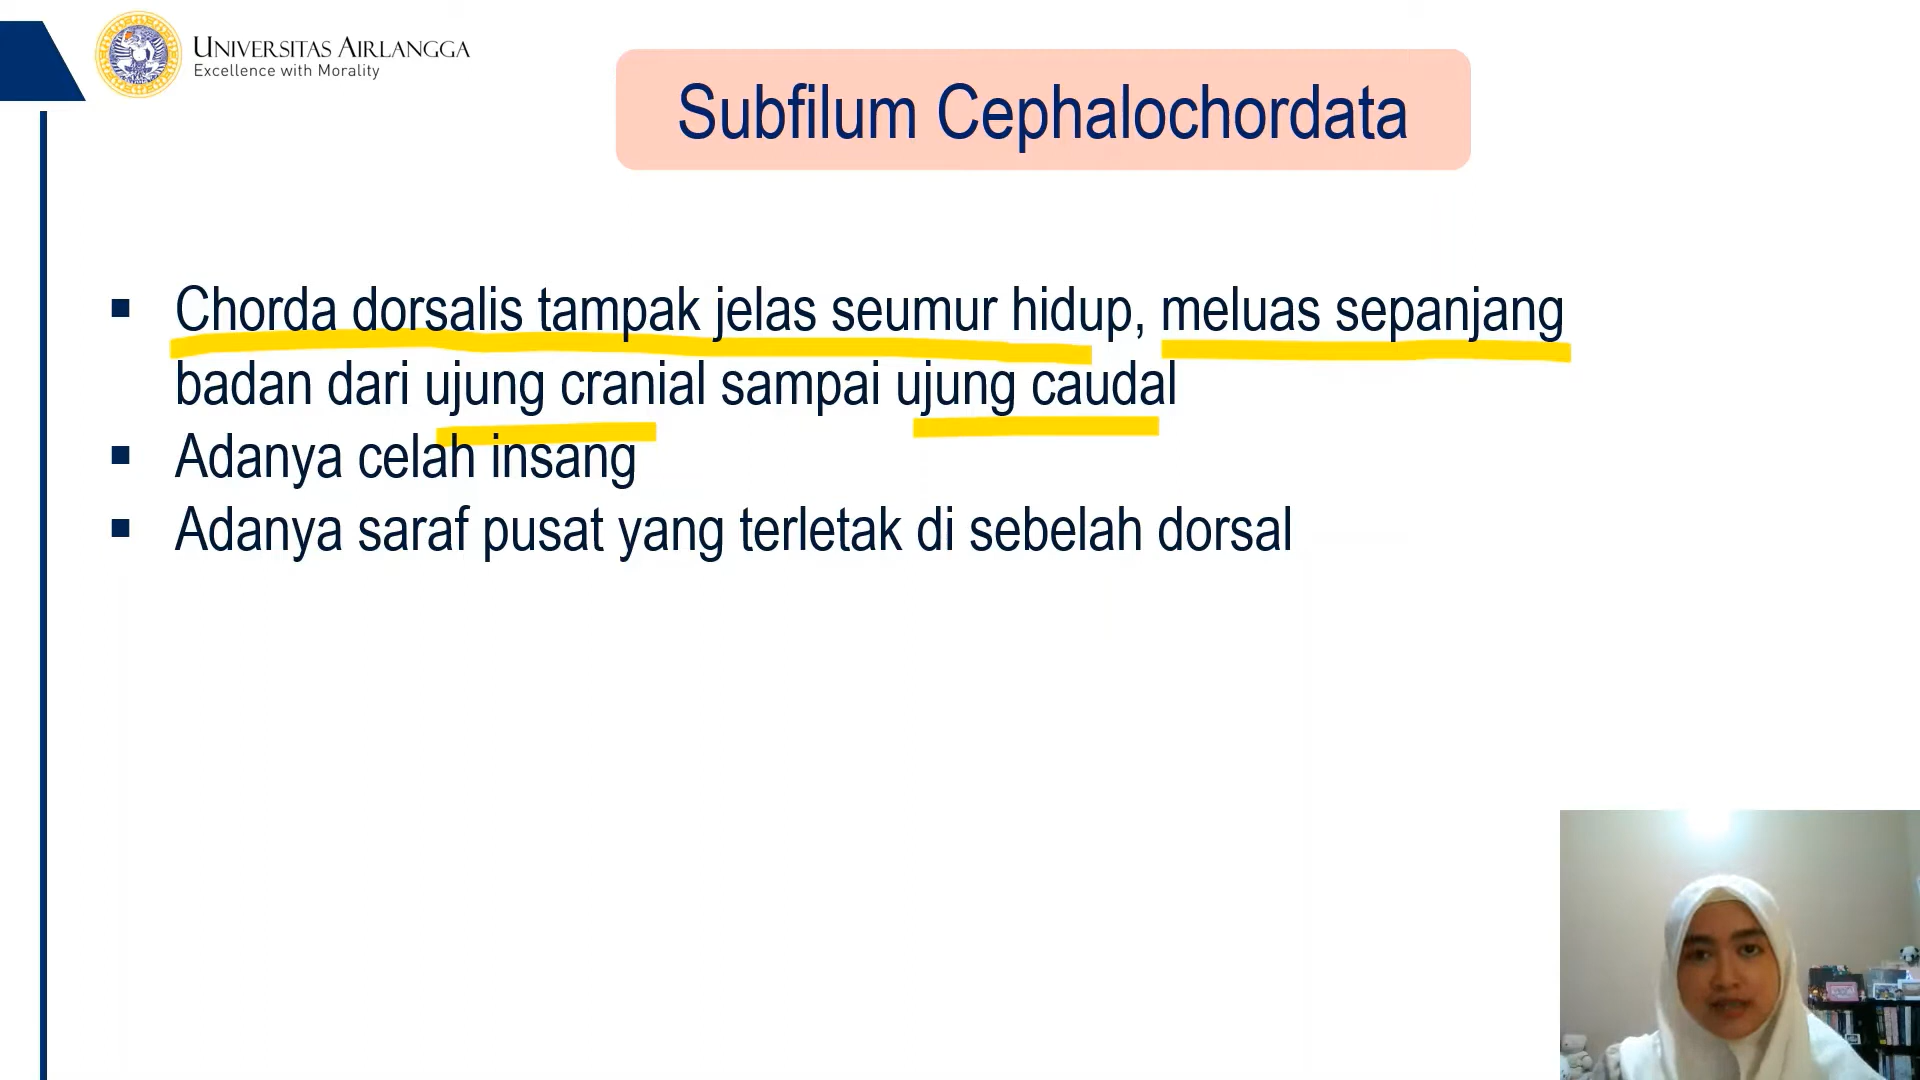 UNIVERSITAS AIRLANGGA
Excellence with Morality
Subfilum Cephalochordata
▪ Chorda dorsalis tampak jelas seumur hidup, meluas sepanjang
badan dari ujung cranial sampai ujung caudal
▪ Adanya celah insang
▪ Adanya saraf pusat yang terletak di sebelah dorsal